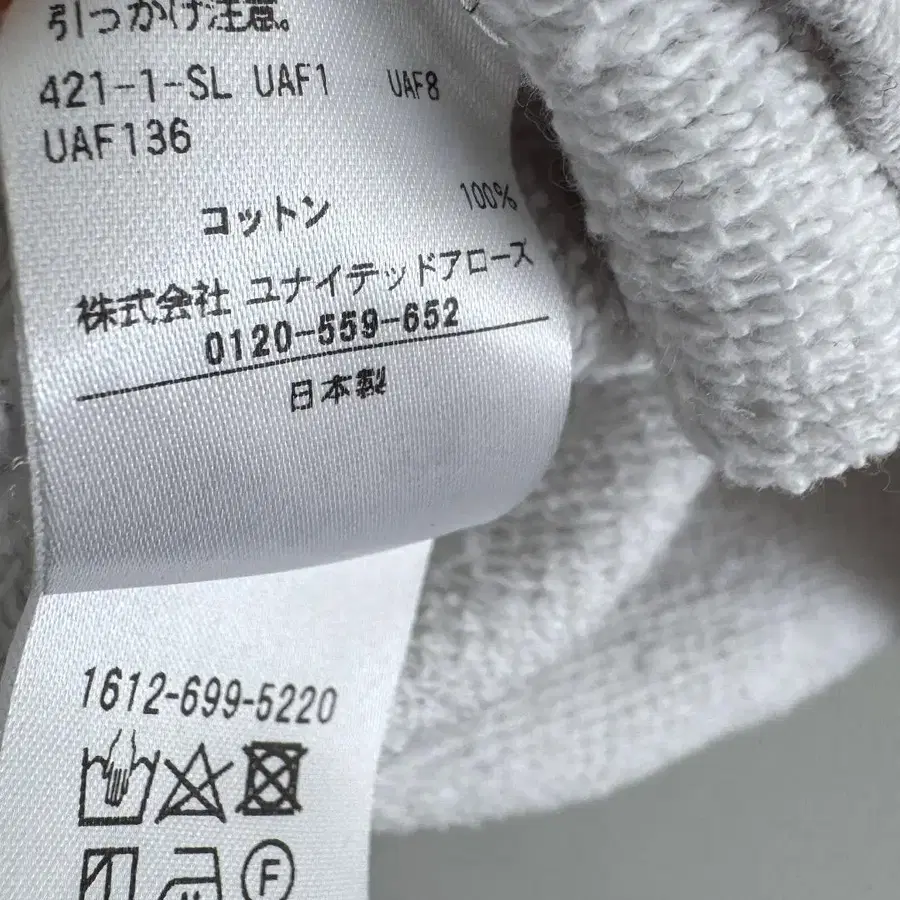 引っかけ注意。
421-1-SL UAF1 UAF8
UAF136
コットン 100%
株式会社 ユナイテッドアローズ
0120-559-652
日本製
1612-699-5220
F